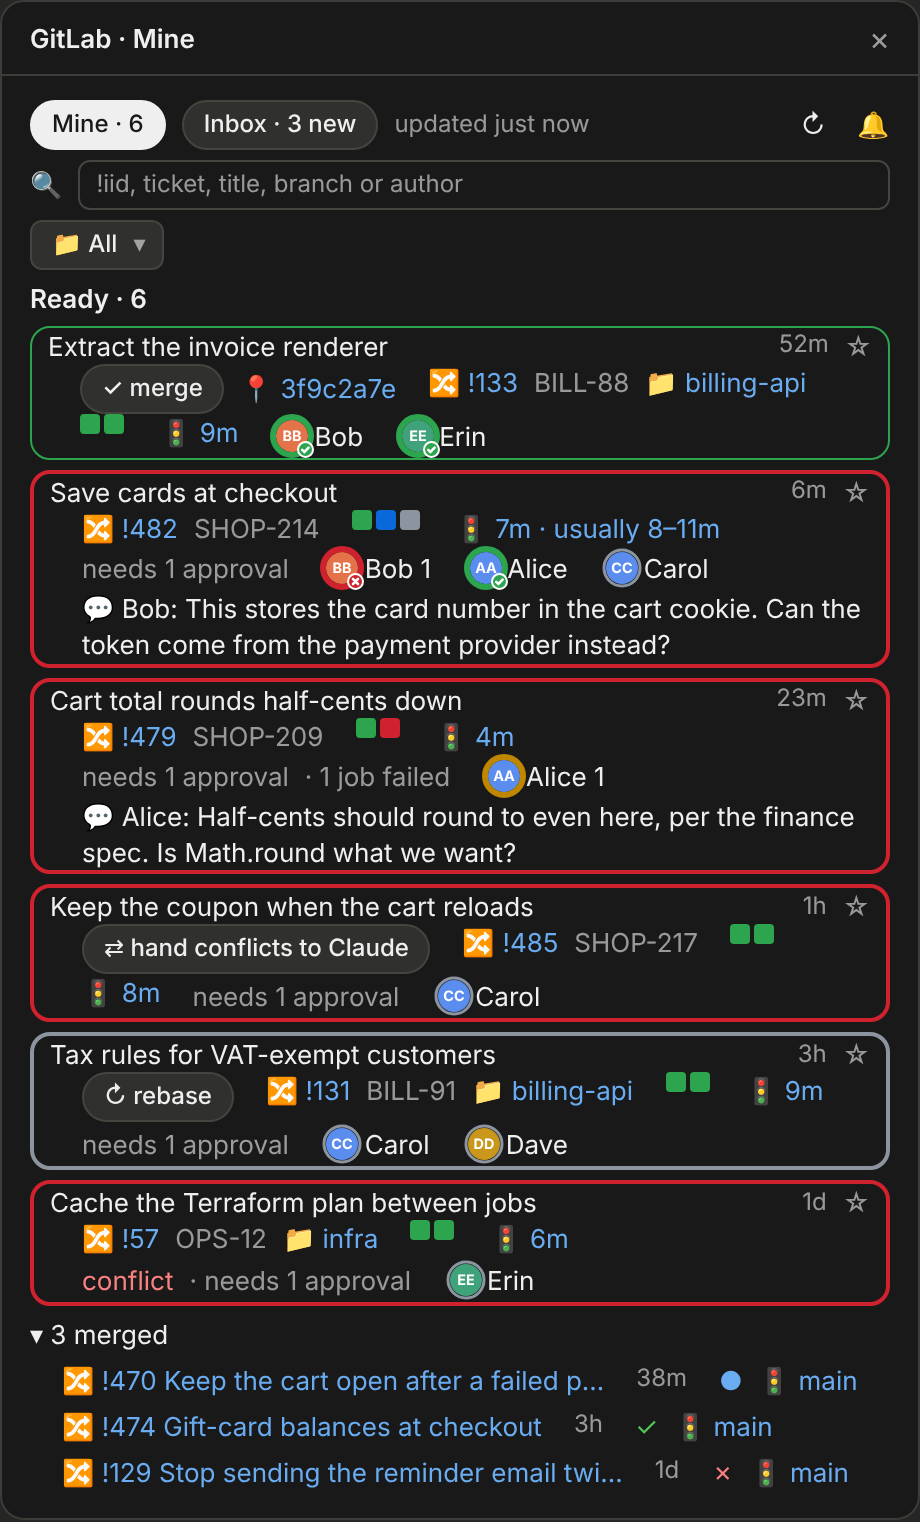 GitLab · Mine ×
Mine · 6 Inbox · 3 new updated just now
!iid, ticket, title, branch or author
All ▾
Ready · 6
Extract the invoice renderer 52m ☆
✓ merge 3f9c2a7e !133 BILL-88 billing-api
9m BB Bob EE Erin
Save cards at checkout 6m ☆
!482 SHOP-214 7m · usually 8–11m
needs 1 approval BB Bob 1 AA Alice CC Carol
Bob: This stores the card number in the cart cookie. Can the
token come from the payment provider instead?
Cart total rounds half-cents down 23m ☆
!479 SHOP-209 4m
needs 1 approval · 1 job failed AA Alice 1
Alice: Half-cents should round to even here, per the finance
spec. Is Math.round what we want?
Keep the coupon when the cart reloads 1h ☆
⇄ hand conflicts to Claude !485 SHOP-217
8m needs 1 approval CC Carol
Tax rules for VAT-exempt customers 3h ☆
↻ rebase !131 BILL-91 billing-api 9m
needs 1 approval CC Carol DD Dave
Cache the Terraform plan between jobs 1d ☆
!57 OPS-12 infra 6m
conflict · needs 1 approval EE Erin
▾ 3 merged
!470 Keep the cart open after a failed p... 38m main
!474 Gift-card balances at checkout 3h ✓ main
!129 Stop sending the reminder email twi... 1d × main